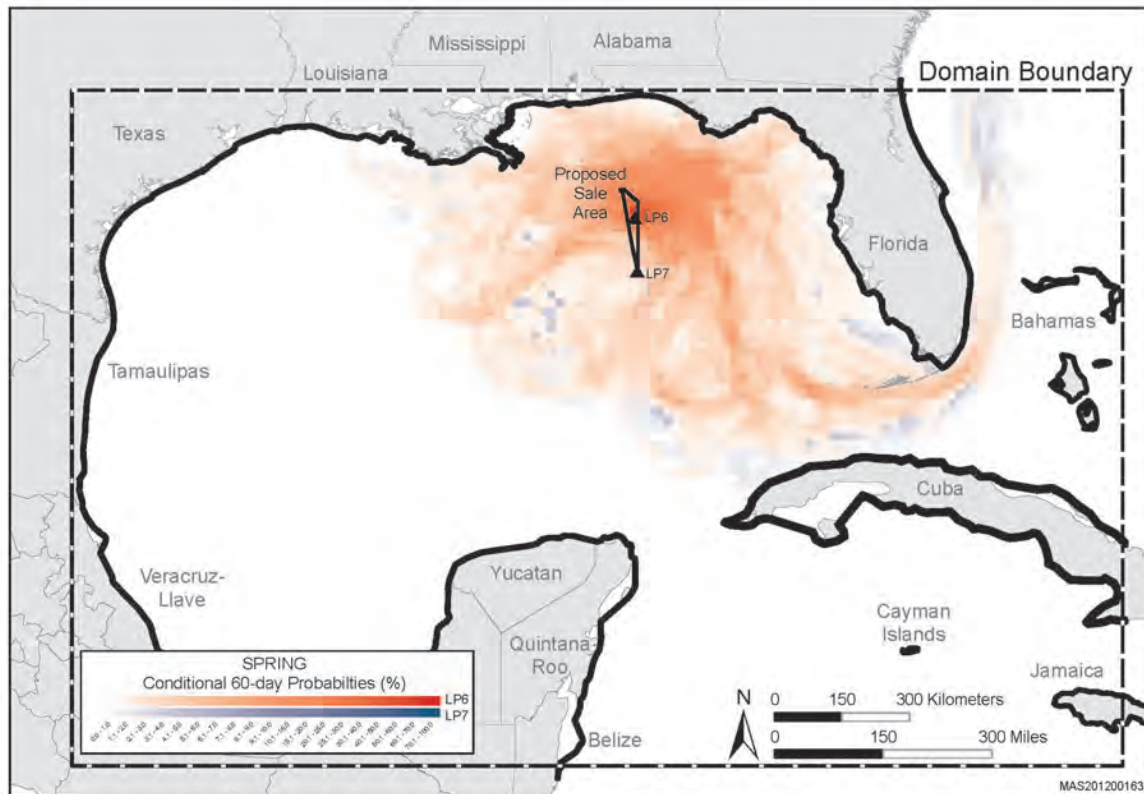 Mississippi
Alabama
Louisiana
Domain Boundary
Texas
Proposed
Sale
Area
LP6
Florida
LP7
Bahamas
Tamaulipas
Cuba
Veracruz-
Llave
Yucatan
Cayman
Islands
Quintana-
Roo
Jamaica
SPRING
Conditional 60-day Probabilties (%)
LP6
LP7
N
0 150 300 Kilometers
0 150 300 Miles
Belize
MAS201200163